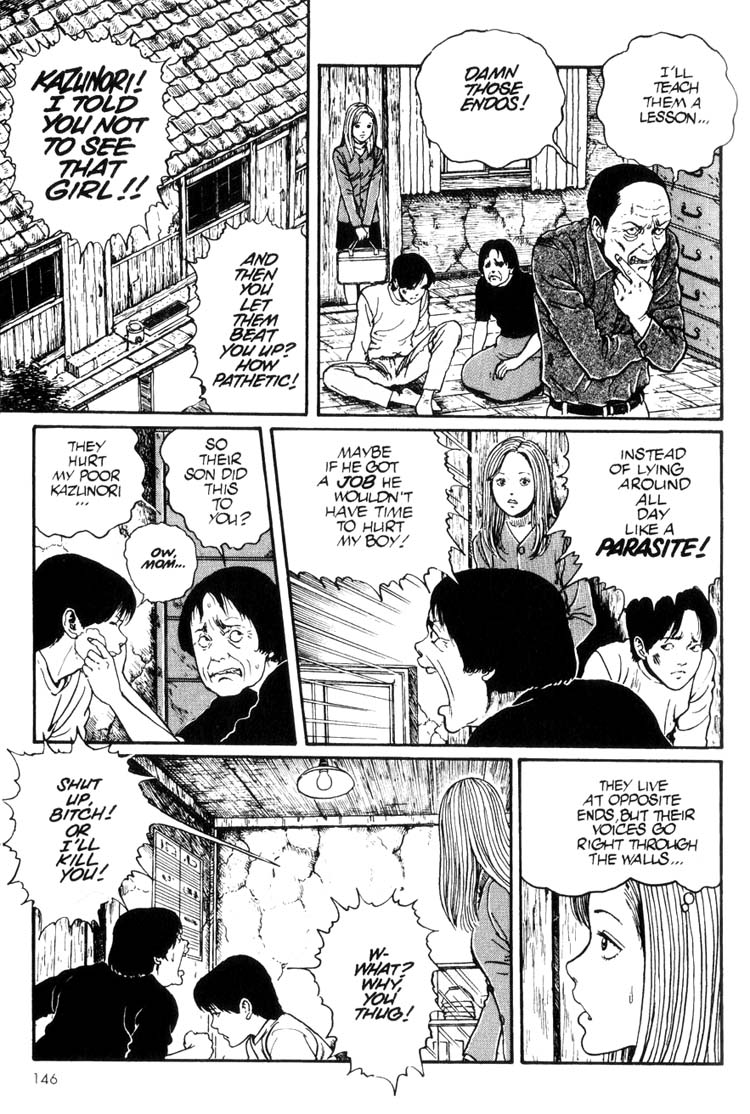 KAZUNORI!
I TOLD
YOU NOT
TO SEE
THAT
GIRL!!
AND
THEN
YOU
LET
THEM
BEAT
YOU UP?
HOW
PATHETIC!
DAMN
THOSE
ENDOS!
I'LL
TEACH
THEM A
LESSON...
THEY
HURT
MY POOR
KAZUNORI
...
OW,
MOM...
SO
THEIR
SON DID
THIS
TO
YOU?
MAYBE
IF HE GOT
A JOB HE
WOULDN'T
HAVE TIME
TO HURT
MY BOY!
INSTEAD
OF LYING
AROUND
ALL
DAY
LIKE A
PARASITE!
SHUT
UP,
BITCH!
OR
I'LL
KILL
YOU!
W-
WHAT?
WHY,
YOU
THUG!
THEY LIVE
AT OPPOSITE
ENDS, BUT THEIR
VOICES GO
RIGHT THROUGH
THE WALLS...
146